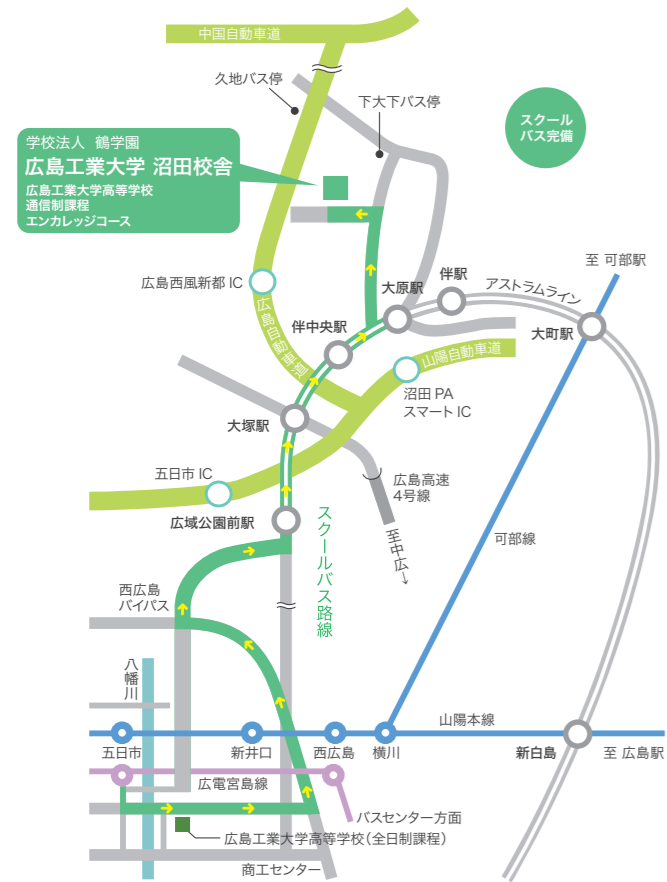 中国自動車道
久地バス停
下大下バス停
スクール
バス完備
学校法人 鶴学園
広島工業大学 沼田校舎
広島工業大学高等学校
通信制課程
エンカレッジコース
至 可部駅
広島西風新都 IC
大原駅
伴駅
アストラムライン
広島自動車道
伴中央駅
大町駅
山陽自動車道
沼田 PA
スマート IC
大塚駅
五日市 IC
広島高速
4号線
広域公園前駅
スクールバス路線
至中広→
可部線
西広島
バイパス
八幡川
山陽本線
五日市
新井口
西広島
横川
新白島
至 広島駅
広電宮島線
バスセンター方面
広島工業大学高等学校(全日制課程)
商工センター